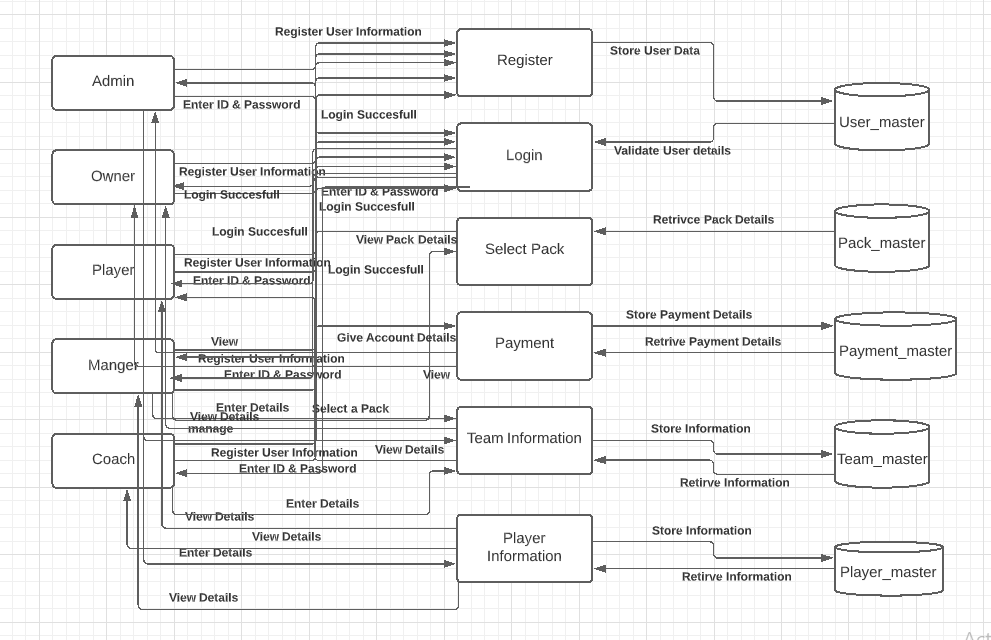 Register User Information
Register
Store User Data
Admin
Enter ID & Password
Login Succesfull
User_master
Validate User details
Login
Owner
Register User Information
Login Succesfull
Enter ID & Password
Login Succesfull
Retrivce Pack Details
Login Succesfull
View Pack Details
Select Pack
Pack_master
Player
Register User Information
Login Succesfull
Enter ID & Password
Store Payment Details
Give Account Details
View
Payment
Retrive Payment Details
Payment_master
Manger
Register User Information
Enter ID & Password
View
Enter Details
Select a Pack
View Details
manage
Store Information
Team Information
View Details
Coach
Register User Information
Team_master
Enter ID & Password
Retirve Information
Enter Details
View Details
Store Information
View Details
Player
Information
Enter Details
Player_master
Retirve Information
View Details
Act